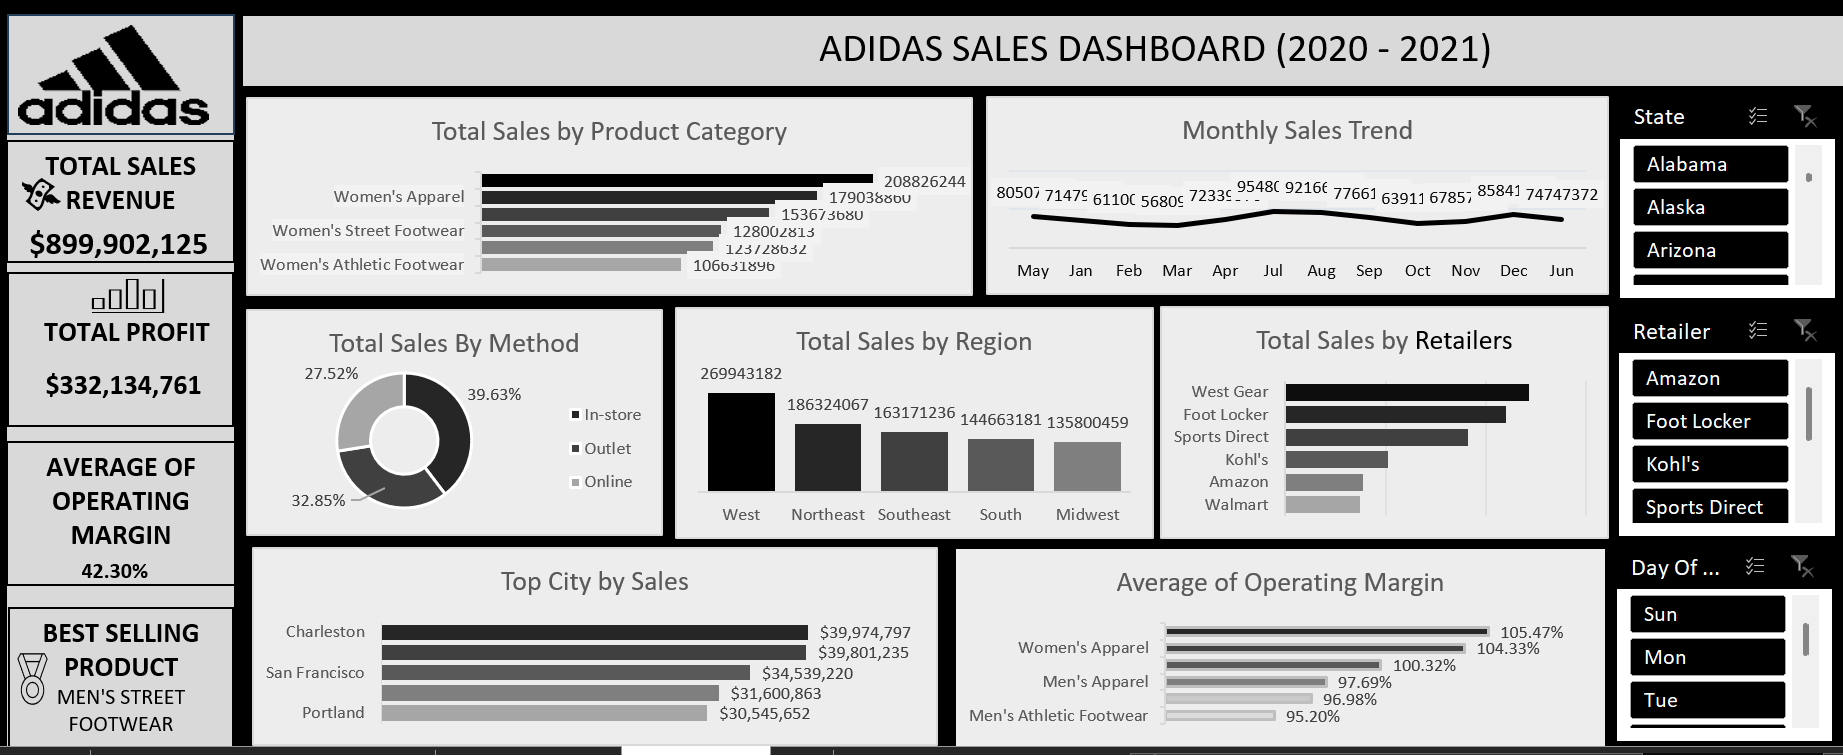 adidas
ADIDAS SALES DASHBOARD (2020 - 2021)
TOTAL SALES
REVENUE
$899,902,125
TOTAL PROFIT
$332,134,761
AVERAGE OF
OPERATING
MARGIN
42.30%
BEST SELLING
PRODUCT
MEN'S STREET
FOOTWEAR
Total Sales by Product Category
208826244
Women's Apparel
179038860
153673680
Women's Street Footwear
128002813
123728632
Women's Athletic Footwear
106631896
Monthly Sales Trend
80507 71479 61100 56809 72339 95480 92166 77661 63911 67857 85841 74747372
May Jan Feb Mar Apr Jul Aug Sep Oct Nov Dec Jun
Total Sales By Method
27.52%
39.63%
32.85%
In-store
Outlet
Online
Total Sales by Region
269943182
186324067
163171236
144663181
135800459
West Northeast Southeast South Midwest
Total Sales by Retailers
West Gear
Foot Locker
Sports Direct
Kohl's
Amazon
Walmart
Top City by Sales
Charleston
$39,974,797
$39,801,235
San Francisco
$34,539,220
$31,600,863
Portland
$30,545,652
Average of Operating Margin
105.47%
Women's Apparel
104.33%
100.32%
Men's Apparel
97.69%
96.98%
Men's Athletic Footwear
95.20%
State
Alabama
Alaska
Arizona
Retailer
Amazon
Foot Locker
Kohl's
Sports Direct
Day Of ...
Sun
Mon
Tue